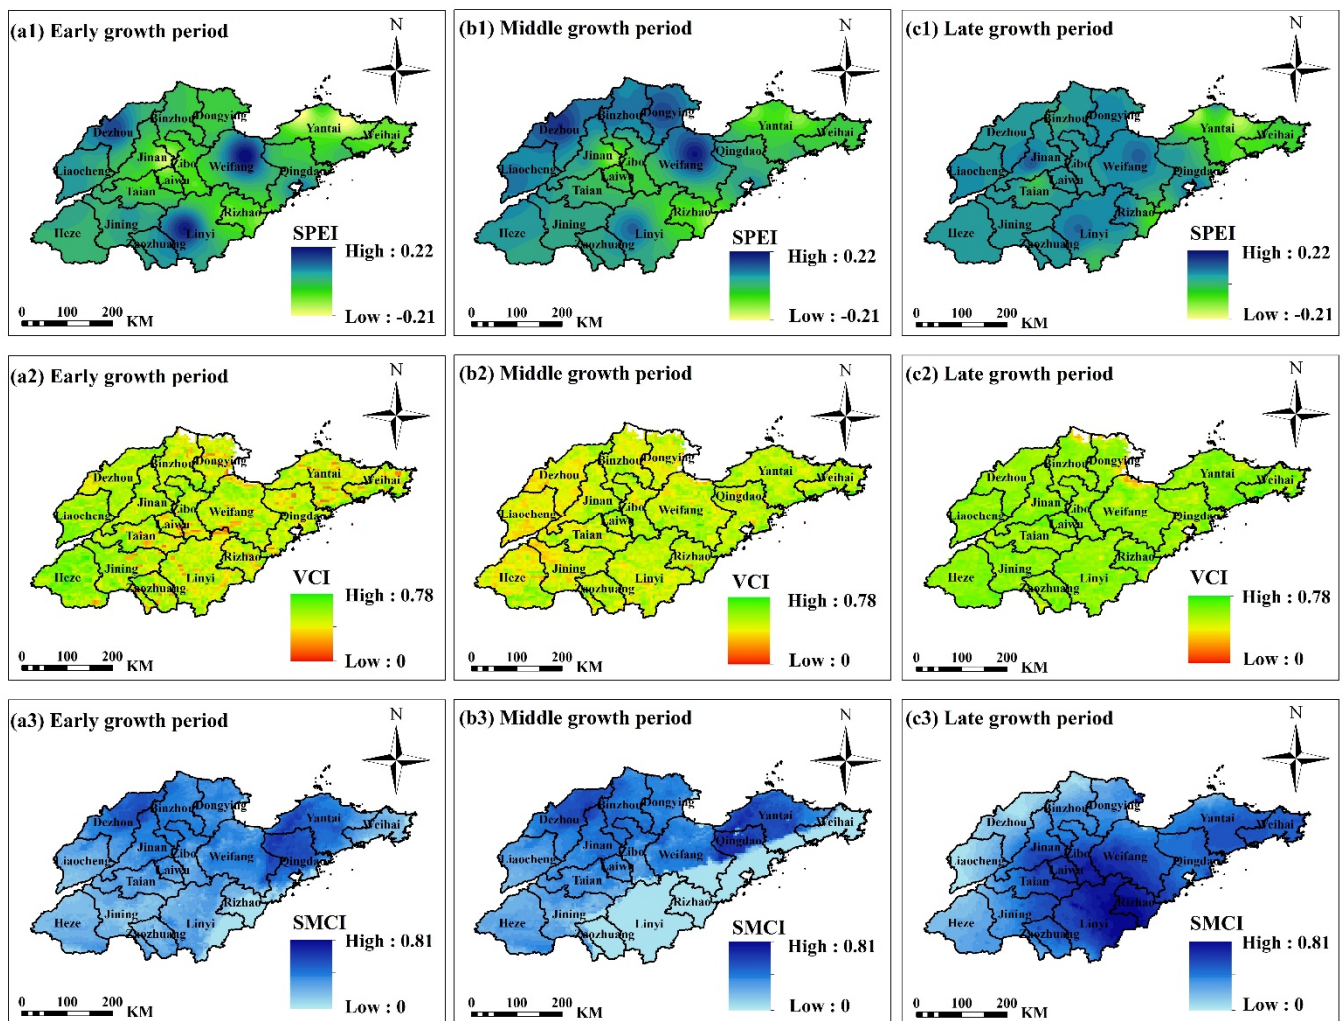 (a1) Early growth period
N
Dezhou
Binzhou
Dongying
Yantai
Weihai
Jinan
Zibo
Weifang
Qingdao
Liaocheng
Laiwu
Taian
Rizhao
Heze
Jining
Linyi
Zaozhuang
SPEI
High : 0.22
Low : -0.21
0 100 200
KM
(b1) Middle growth period
N
Dezhou
Binzhou
Dongying
Yantai
Weihai
Jinan
Zibo
Weifang
Qingdao
Liaocheng
Laiwu
Taian
Rizhao
Heze
Jining
Linyi
Zaozhuang
SPEI
High : 0.22
Low : -0.21
0 100 200
KM
(c1) Late growth period
N
Dezhou
Binzhou
Dongying
Yantai
Weihai
Jinan
Zibo
Weifang
Qingdao
Liaocheng
Laiwu
Taian
Rizhao
Heze
Jining
Linyi
Zaozhuang
SPEI
High : 0.22
Low : -0.21
0 100 200
KM
(a2) Early growth period
N
Dezhou
Binzhou
Dongying
Yantai
Weihai
Jinan
Zibo
Weifang
Qingdao
Liaocheng
Laiwu
Taian
Rizhao
Heze
Jining
Linyi
Zaozhuang
VCI
High : 0.78
Low : 0
0 100 200
KM
(b2) Middle growth period
N
Dezhou
Binzhou
Dongying
Yantai
Weihai
Jinan
Zibo
Weifang
Qingdao
Liaocheng
Laiwu
Taian
Rizhao
Heze
Jining
Linyi
Zaozhuang
VCI
High : 0.78
Low : 0
0 100 200
KM
(c2) Late growth period
N
Dezhou
Binzhou
Dongying
Yantai
Weihai
Jinan
Zibo
Weifang
Qingdao
Liaocheng
Laiwu
Taian
Rizhao
Heze
Jining
Linyi
Zaozhuang
VCI
High : 0.78
Low : 0
0 100 200
KM
(a3) Early growth period
N
Dezhou
Binzhou
Dongying
Yantai
Weihai
Jinan
Zibo
Weifang
Qingdao
Liaocheng
Laiwu
Taian
Rizhao
Heze
Jining
Linyi
Zaozhuang
SMCI
High : 0.81
Low : 0
0 100 200
KM
(b3) Middle growth period
N
Dezhou
Binzhou
Dongying
Yantai
Weihai
Jinan
Zibo
Weifang
Qingdao
Liaocheng
Laiwu
Taian
Rizhao
Heze
Jining
Linyi
Zaozhuang
SMCI
High : 0.81
Low : 0
0 100 200
KM
(c3) Late growth period
N
Dezhou
Binzhou
Dongying
Yantai
Weihai
Jinan
Zibo
Weifang
Qingdao
Liaocheng
Laiwu
Taian
Rizhao
Heze
Jining
Linyi
Zaozhuang
SMCI
High : 0.81
Low : 0
0 100 200
KM